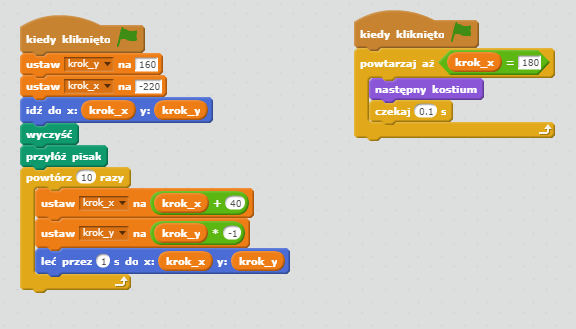 kiedy kliknięto
ustaw krok_y na 160
ustaw krok_x na -220
idź do x: krok_x y: krok_y
wyczyść
przyłóż pisak
powtórz 10 razy
ustaw krok_x na krok_x + 40
ustaw krok_y na krok_y * -1
leć przez 1 s do x: krok_x y: krok_y
kiedy kliknięto
powtarzaj aż krok_x = 180
następny kostium
czekaj 0.1 s